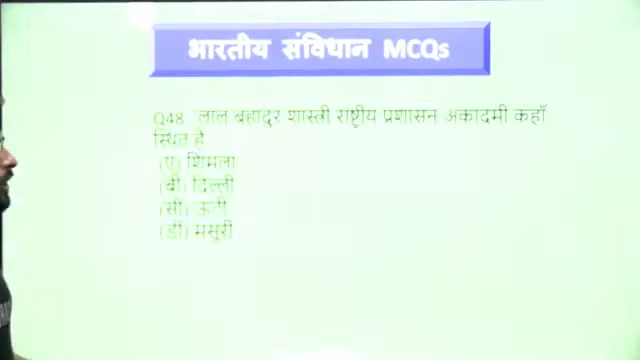 भारतीय संविधान MCQs
Q48 लाल बहादुर शास्त्री राष्ट्रीय प्रशासन अकादमी कहाँ
स्थित है
(ए) शिमला
(बी) दिल्ली
(सी) ऊटी
(डी) मसूरी